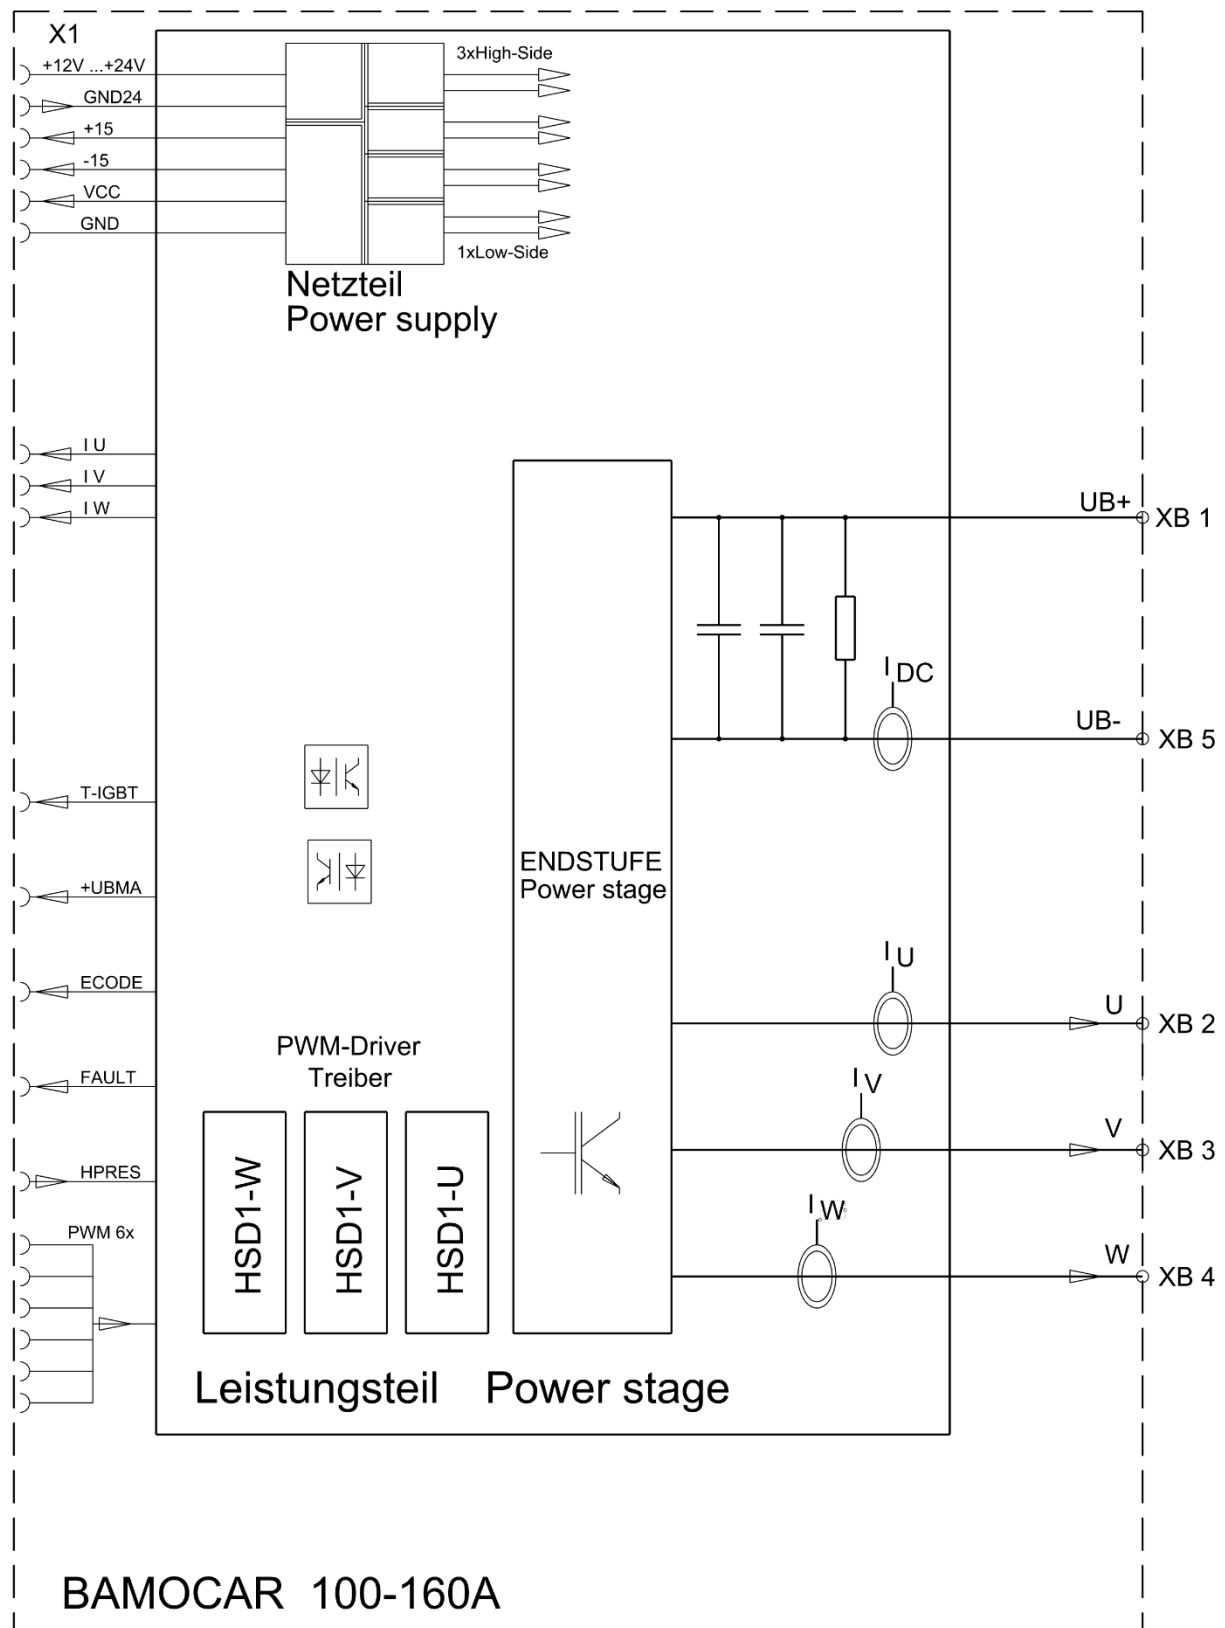 X1
+12V ...+24V
GND24
+15
-15
VCC
GND
3xHigh-Side
1xLow-Side
Netzteil
Power supply
I U
I V
I W
UB+
XB 1
I DC
UB-
XB 5
T-IGBT
+UBMA
ECODE
FAULT
HPRES
PWM 6x
ENDSTUFE
Power stage
I U
U
XB 2
I V
V
XB 3
I W
W
XB 4
PWM-Driver
Treiber
HSD1-W
HSD1-V
HSD1-U
Leistungsteil Power stage
BAMOCAR 100-160A